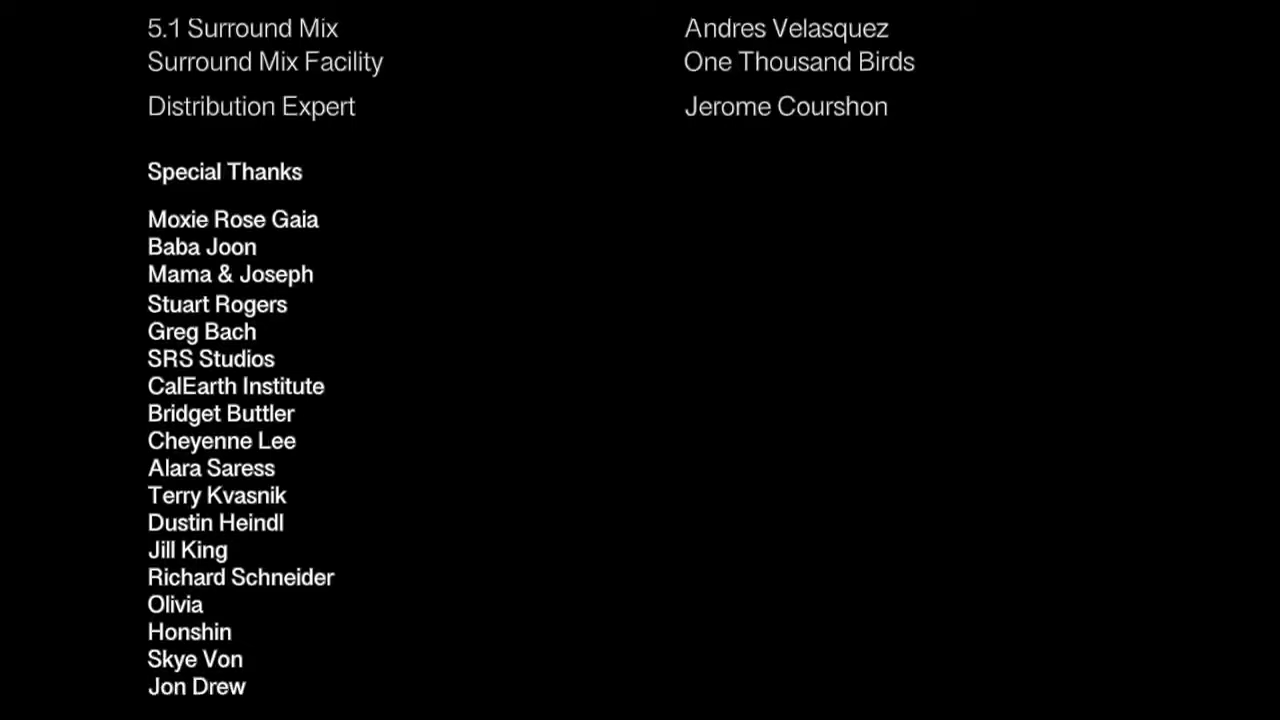 5.1 Surround Mix Andres Velasquez
Surround Mix Facility One Thousand Birds
Distribution Expert Jerome Courshon
Special Thanks
Moxie Rose Gaia
Baba Joon
Mama & Joseph
Stuart Rogers
Greg Bach
SRS Studios
CalEarth Institute
Bridget Buttler
Cheyenne Lee
Alara Saress
Terry Kvasnik
Dustin Heindl
Jill King
Richard Schneider
Olivia
Honshin
Skye Von
Jon Drew